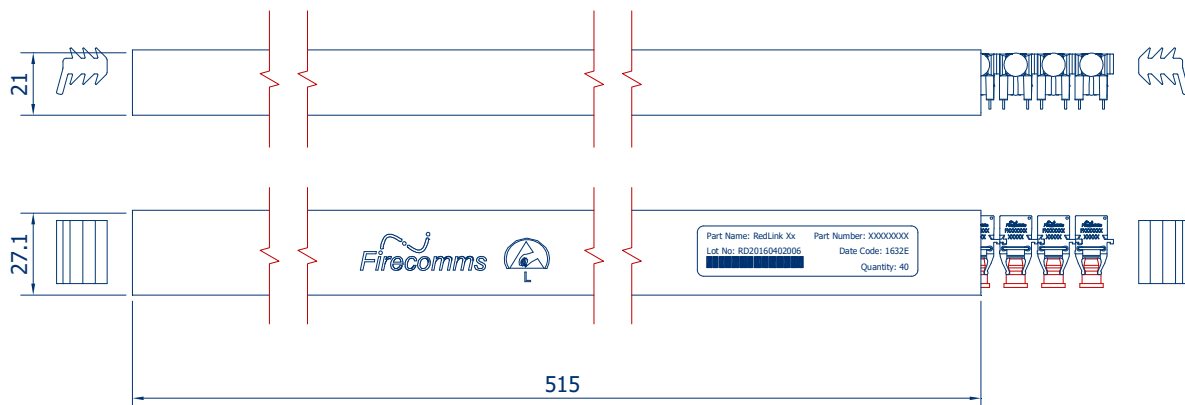 21
27.1
Firecomms
L
Part Name: RedLink Xx Part Number: XXXXXXXX
Lot No: RD20160402006 Date Code: 1632E
Quantity: 40
515